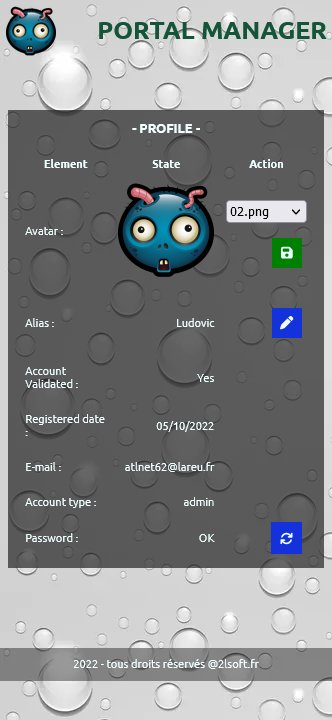 PORTAL MANAGER
- PROFILE -
Element State Action
Avatar : 02.png
Alias : Ludovic
Account
Validated : Yes
Registered date
: 05/10/2022
E-mail : atlnet62@lareu.fr
Account type : admin
Password : OK
2022 - tous droits réservés @2lsoft.fr